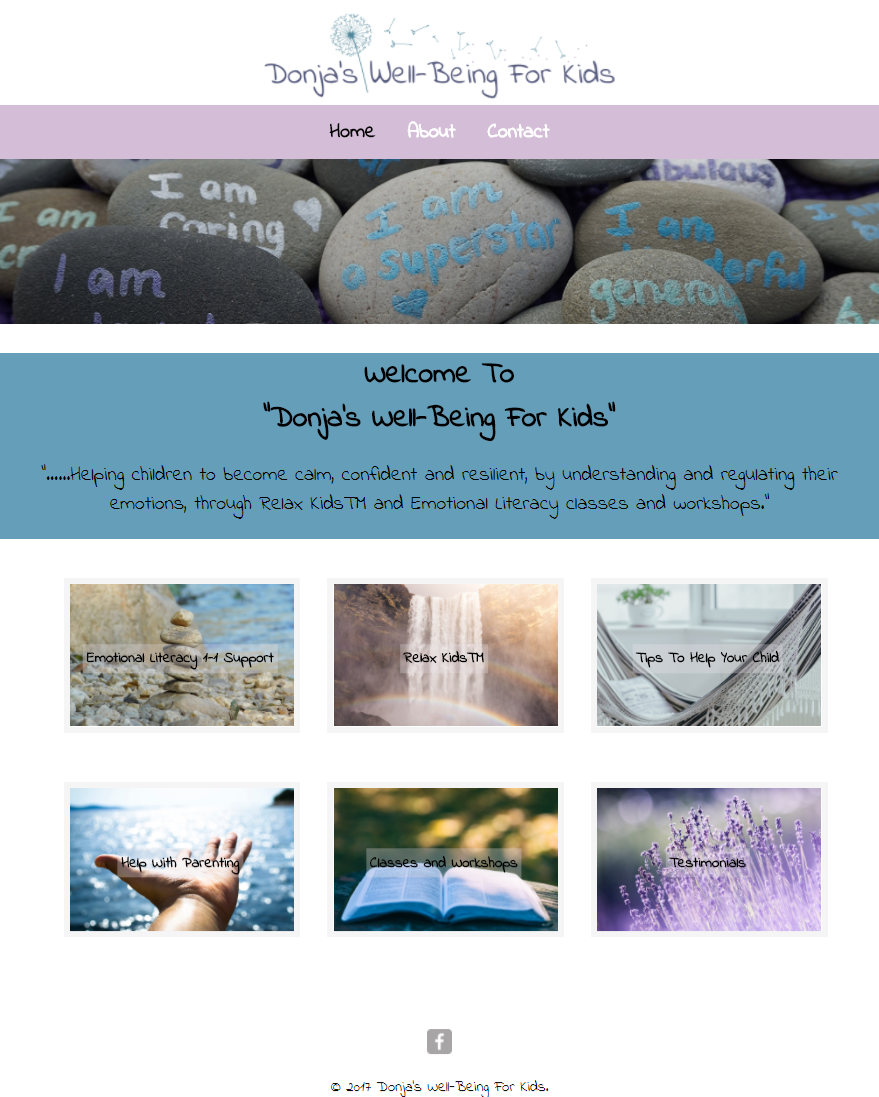 Donja's Well-Being For Kids
Home About Contact
I am
I am
caring
I am
a superstar
I am
I am
I am
Welcome To
"Donja's Well-Being For Kids"
"......Helping children to become calm, confident and resilient, by understanding and regulating their
emotions, through Relax KidsTM and Emotional Literacy classes and workshops."
Emotional Literacy 1-1 Support
Relax KidsTM
Tips To Help Your Child
Help With Parenting
Classes and Workshops
Testimonials
© 2017 Donja's Well-Being For Kids.